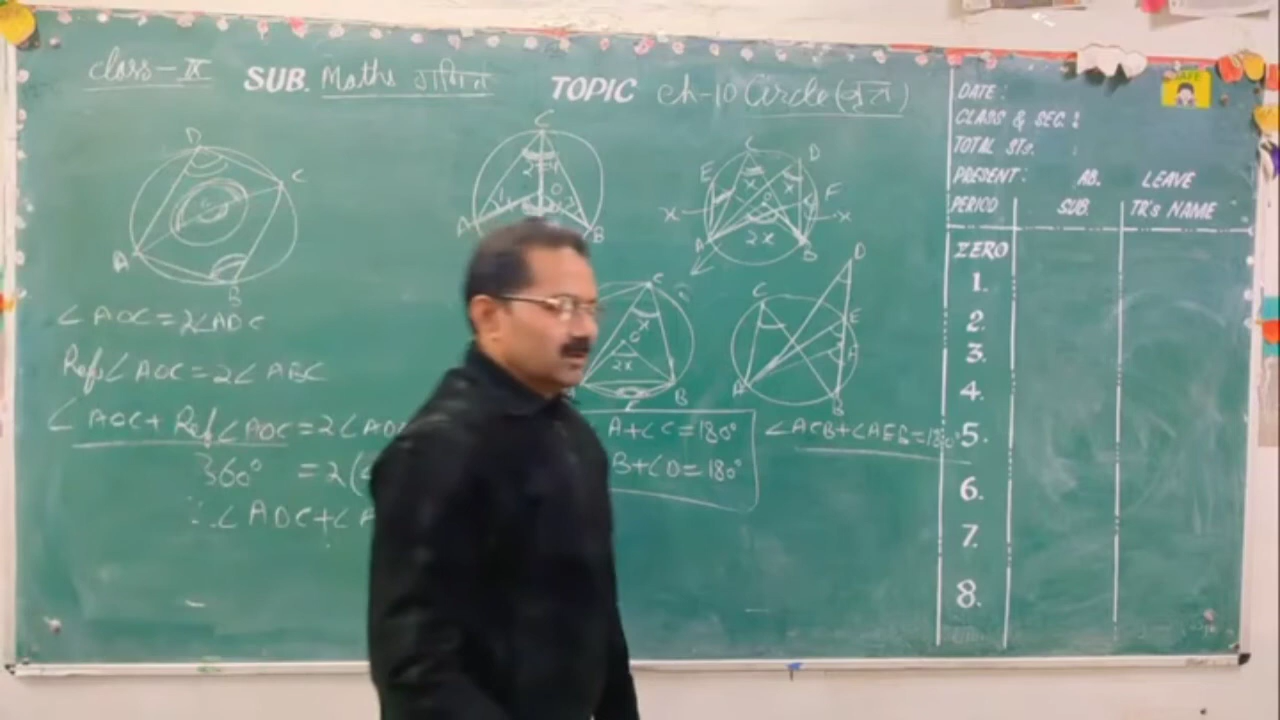 class-IX SUB. Maths गणित TOPIC ch-10 Circle (वृत्त)
D
C
A
B
C
A
B
C
D
E
F
x
x
x
x
O
2x
A
B
C
x
O
2x
B
D
C
E
F
A
B
∠AOC=2∠ADC
Ref∠AOC=2∠ABC
∠AOC+Ref∠AOC=2∠AD
360° =2(
∴∠ADC+∠A
A+∠C=180°
B+∠D=180°
∠ACB+∠AEB=180°
DATE:
CLASS & SEC:
TOTAL STs. :
PRESENT: AB. LEAVE
PERIOD SUB. TR's NAME
ZERO
1.
2.
3.
4.
5.
6.
7.
8.